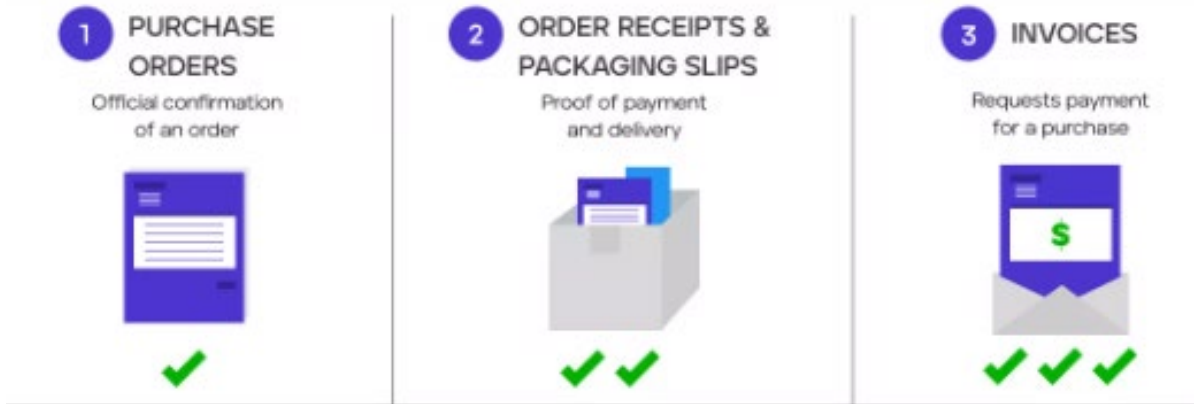 1 PURCHASE
ORDERS
Official confirmation
of an order
2 ORDER RECEIPTS &
PACKAGING SLIPS
Proof of payment
and delivery
3 INVOICES
Requests payment
for a purchase
$